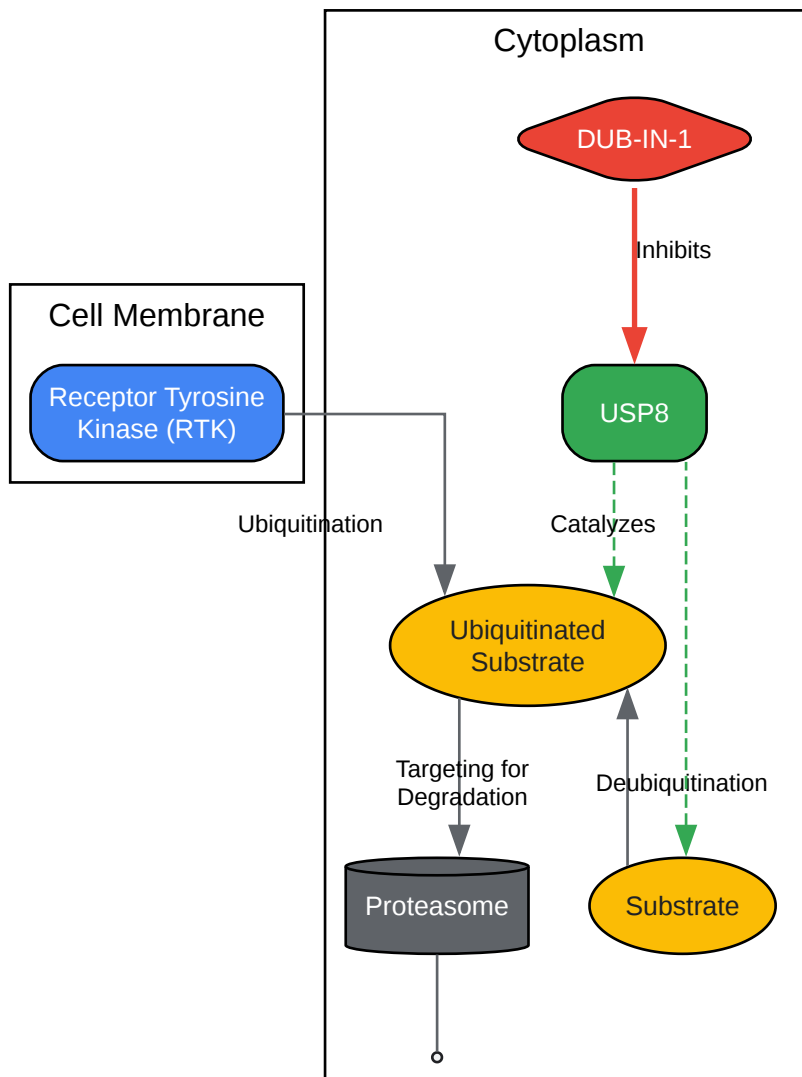 Cytoplasm
DUB-IN-1
Inhibits
Cell Membrane
Receptor Tyrosine
Kinase (RTK)
USP8
Ubiquitination
Catalyzes
Ubiquitinated
Substrate
Targeting for
Degradation
Deubiquitination
Proteasome
Substrate